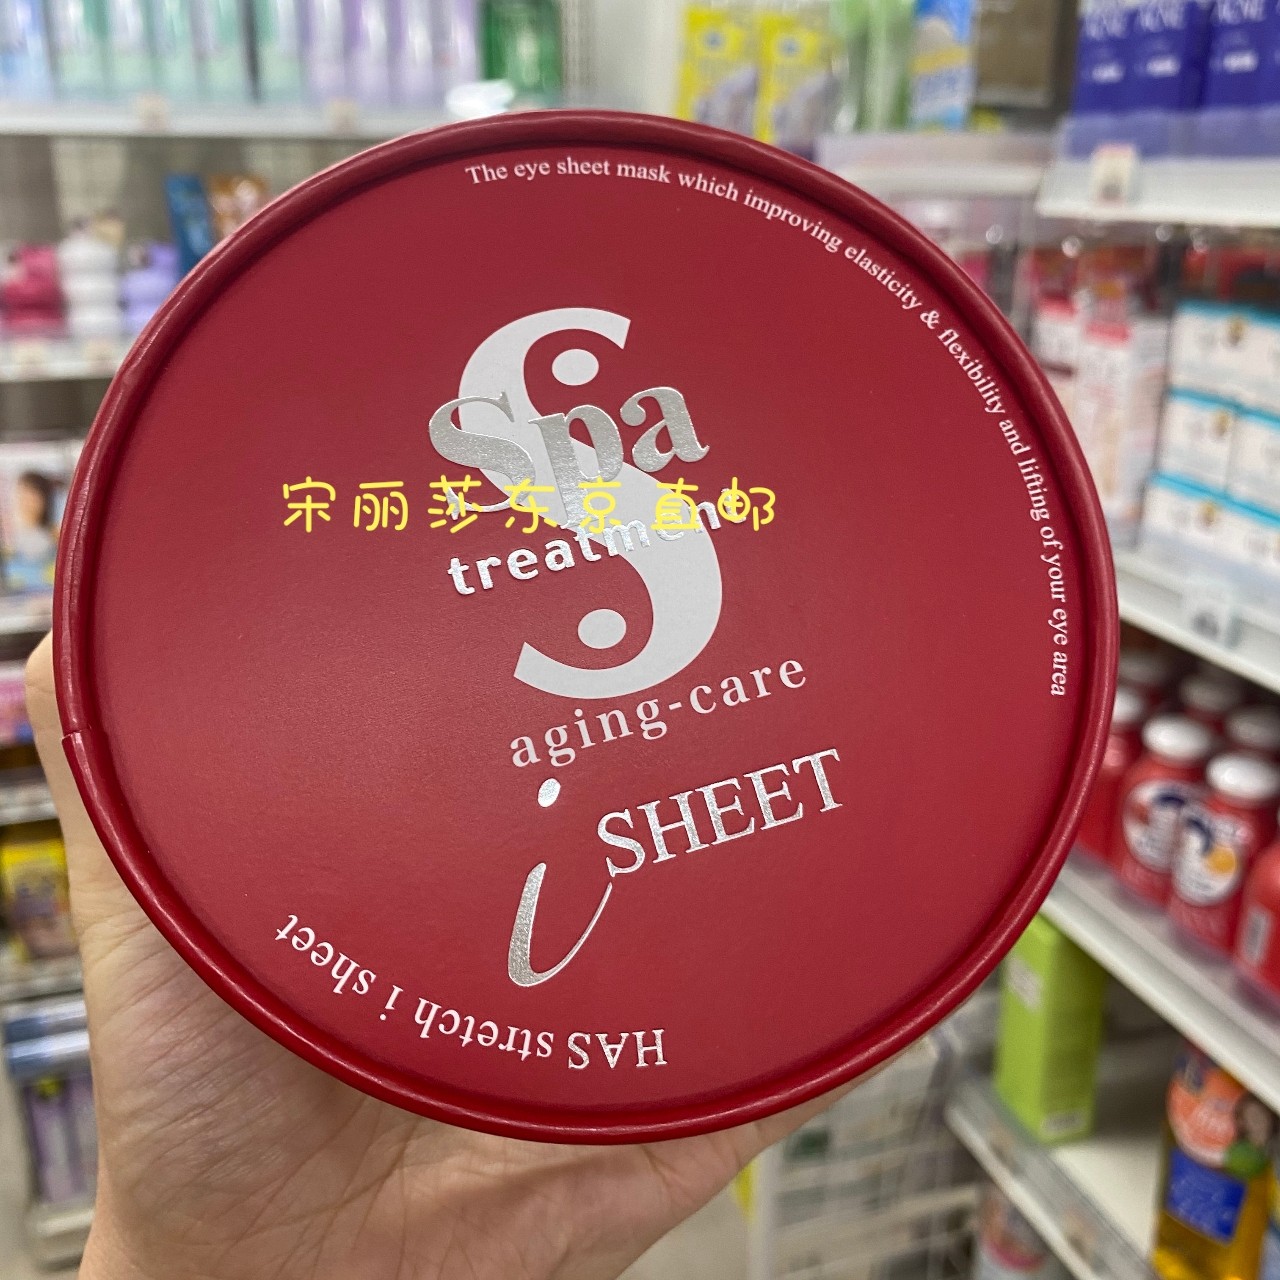 The eye sheet mask which improving elasticity & flexibility and lifting of your eye area
Spa
treatment
宋丽莎东京直邮
aging-care
i SHEET
HAS stretch i sheet